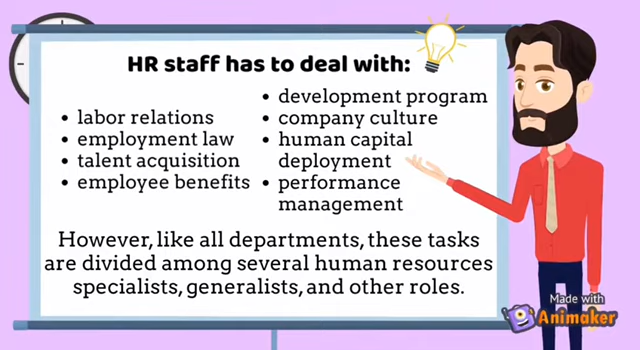 HR staff has to deal with:
• labor relations
• employment law
• talent acquisition
• employee benefits
• development program
• company culture
• human capital
deployment
• performance
management
However, like all departments, these tasks
are divided among several human resources
specialists, generalists, and other roles.
Made with
Animaker